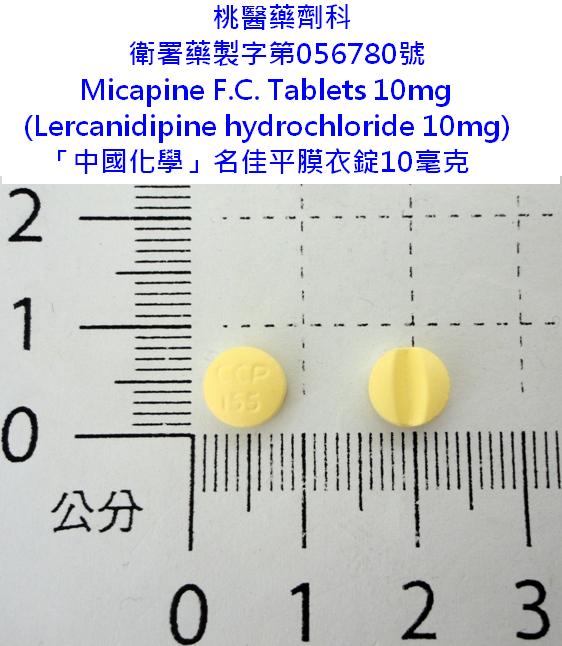 桃醫藥劑科
衛署藥製字第056780號
Micapine F.C. Tablets 10mg
(Lercanidipine hydrochloride 10mg)
「中國化學」名佳平膜衣錠10毫克
2
1
CCP
155
0
公分
0 1 2 3